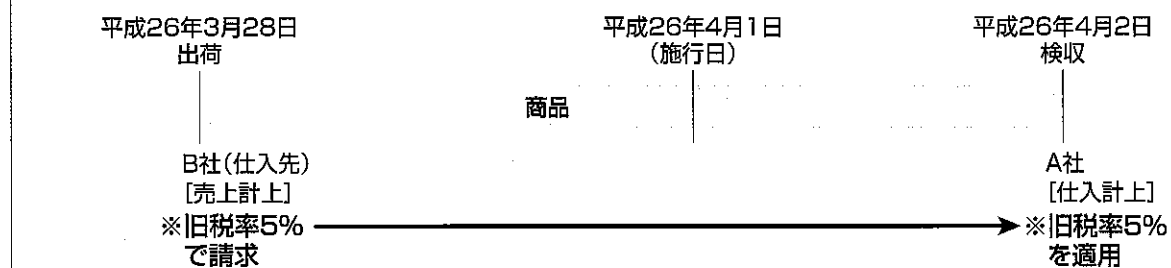 平成26年3月28日
出荷
平成26年4月1日
(施行日)
平成26年4月2日
検収
商品
B社(仕入先)
[売上計上]
※旧税率5%
で請求
A社
[仕入計上]
※旧税率5%
を適用